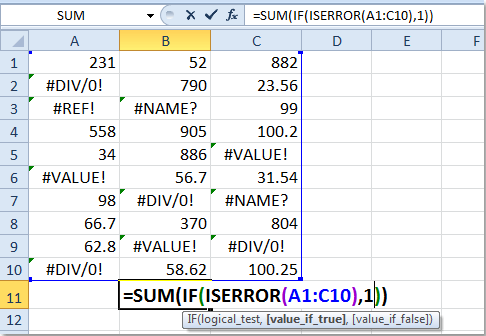 SUM =SUM(IF(ISERROR(A1:C10),1))
A B C D E F
1 231 52 882
2 #DIV/0! 790 23.56
3 #REF! #NAME? 99
4 558 905 100.2
5 34 886 #VALUE!
6 #VALUE! 56.7 31.54
7 98 #DIV/0! #NAME?
8 66.7 370 804
9 62.8 #VALUE! #DIV/0!
10 #DIV/0! 58.62 100.25
11 =SUM(IF(ISERROR(A1:C10),1))
12 IF(logical_test, [value_if_true], [value_if_false])